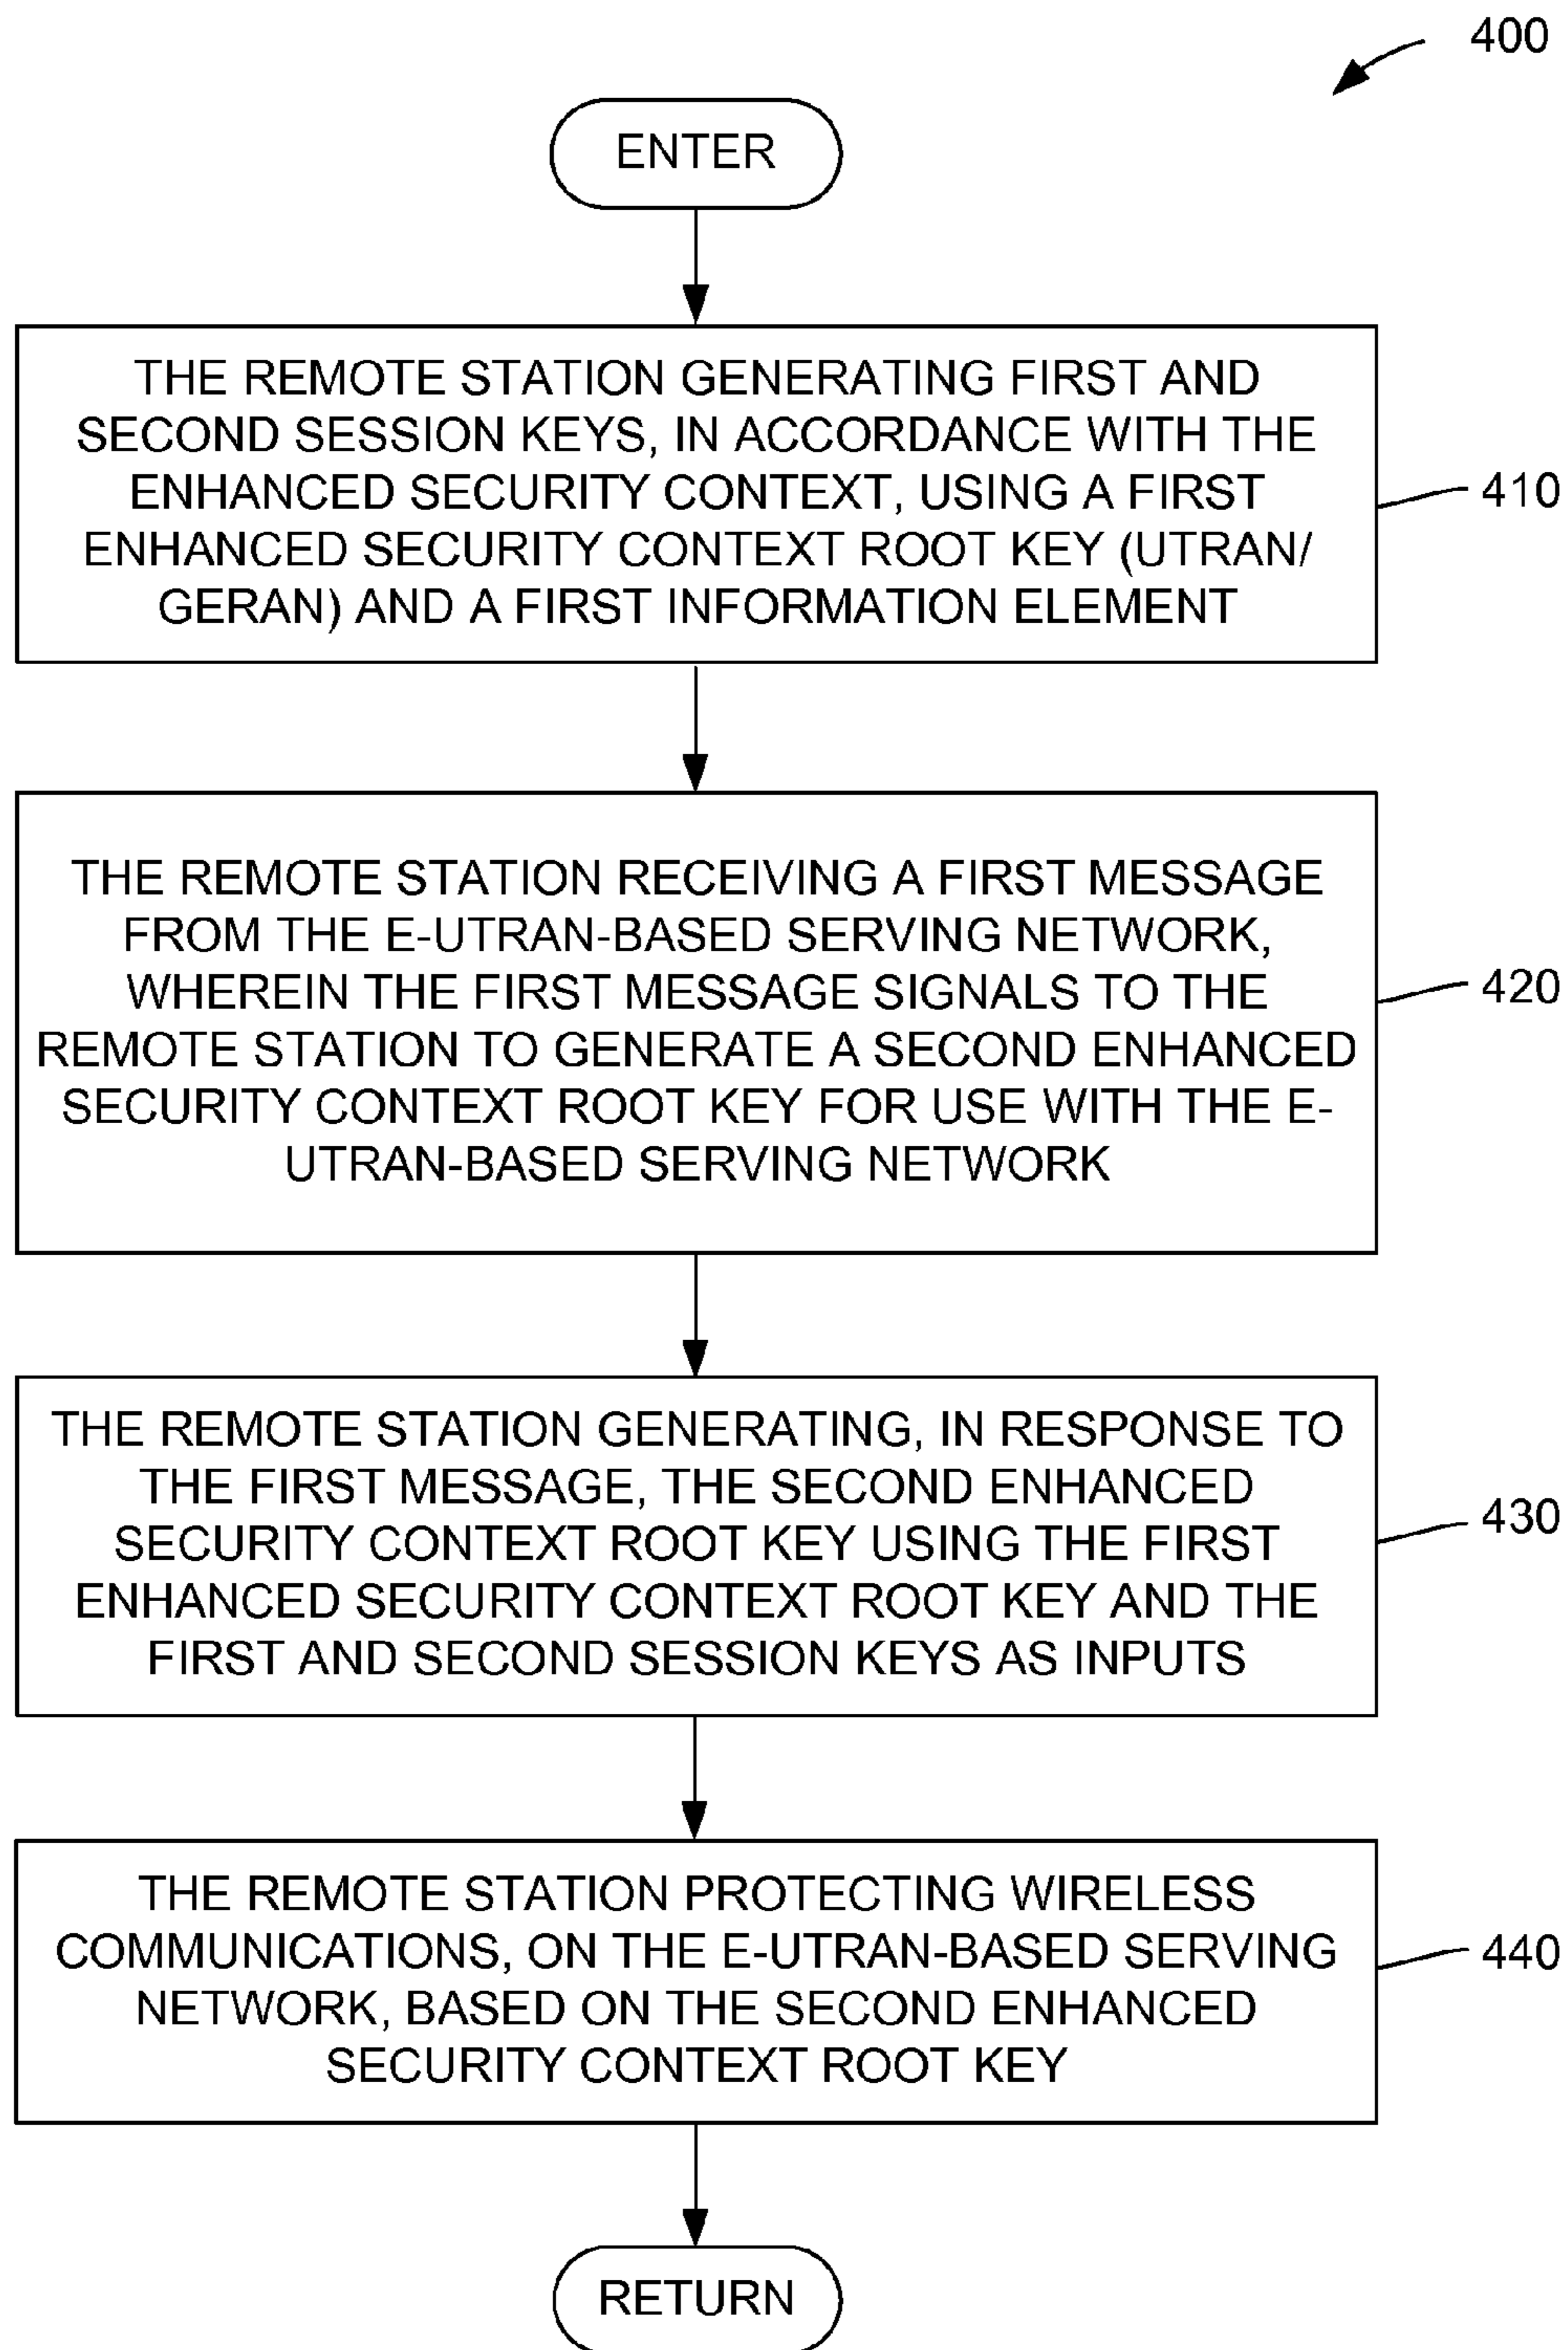 400
ENTER
THE REMOTE STATION GENERATING FIRST AND
SECOND SESSION KEYS, IN ACCORDANCE WITH THE
ENHANCED SECURITY CONTEXT, USING A FIRST
ENHANCED SECURITY CONTEXT ROOT KEY (UTRAN/
GERAN) AND A FIRST INFORMATION ELEMENT
410
THE REMOTE STATION RECEIVING A FIRST MESSAGE
FROM THE E-UTRAN-BASED SERVING NETWORK,
WHEREIN THE FIRST MESSAGE SIGNALS TO THE
REMOTE STATION TO GENERATE A SECOND ENHANCED
SECURITY CONTEXT ROOT KEY FOR USE WITH THE E-
UTRAN-BASED SERVING NETWORK
420
THE REMOTE STATION GENERATING, IN RESPONSE TO
THE FIRST MESSAGE, THE SECOND ENHANCED
SECURITY CONTEXT ROOT KEY USING THE FIRST
ENHANCED SECURITY CONTEXT ROOT KEY AND THE
FIRST AND SECOND SESSION KEYS AS INPUTS
430
THE REMOTE STATION PROTECTING WIRELESS
COMMUNICATIONS, ON THE E-UTRAN-BASED SERVING
NETWORK, BASED ON THE SECOND ENHANCED
SECURITY CONTEXT ROOT KEY
440
RETURN